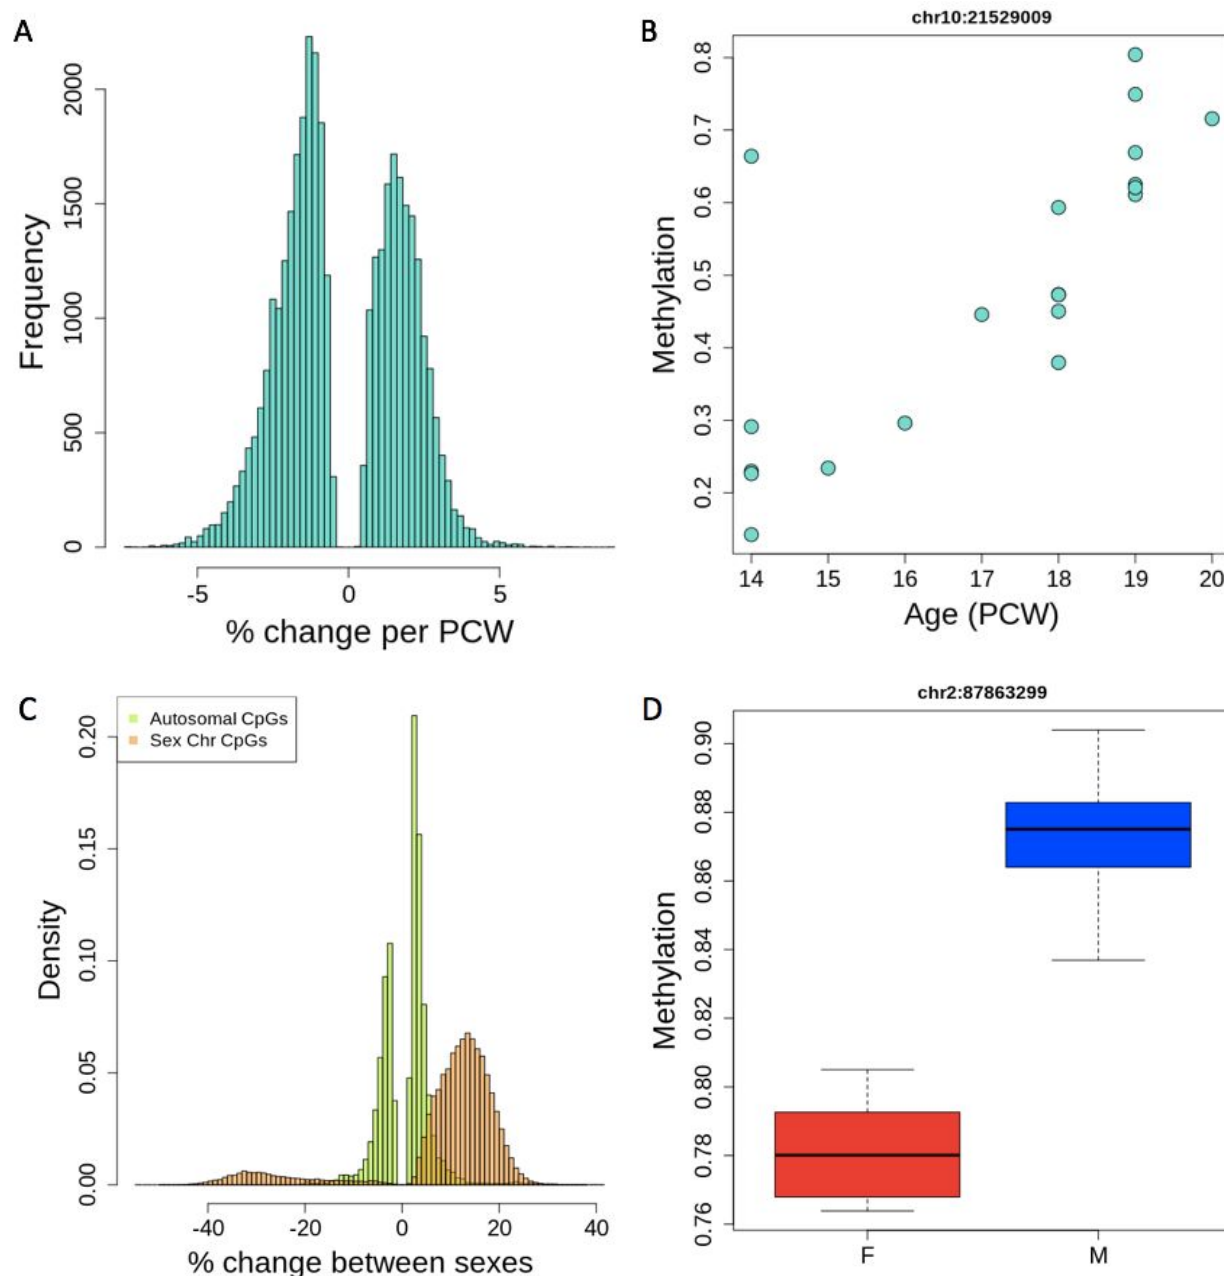 A
Frequency
2000
1500
1000
500
0
-5 0 5
% change per PCW
B
chr10:21529009
Methylation
0.8
0.7
0.6
0.5
0.4
0.3
0.2
14 15 16 17 18 19 20
Age (PCW)
C
Autosomal CpGs
Sex Chr CpGs
Density
0.20
0.15
0.10
0.05
0.00
-40 -20 0 20 40
% change between sexes
D
chr2:87863299
Methylation
0.90
0.88
0.86
0.84
0.82
0.80
0.78
0.76
F M